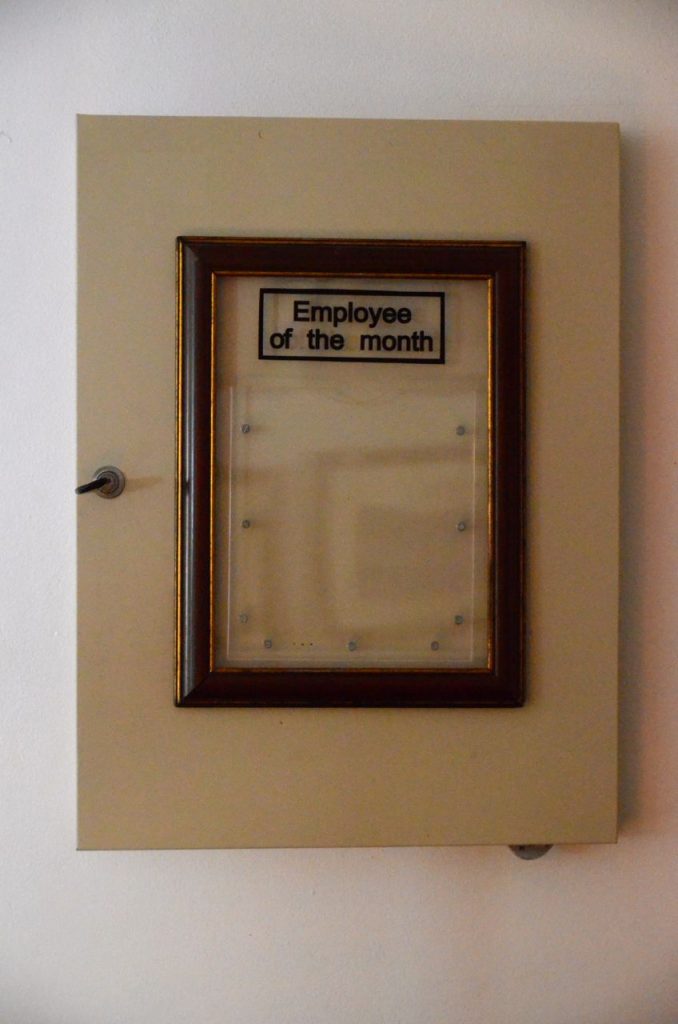 Employee
of the month